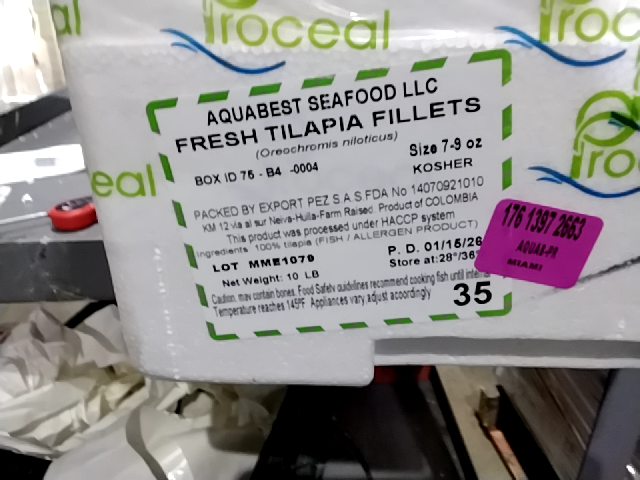 roceal
roceal
eal
AQUABEST SEAFOOD LLC
FRESH TILAPIA FILLETS
(Oreochromis niloticus)
Size 7-9 oz
BOX ID 75 - B4 -0004
KOSHER
PACKED BY EXPORT PEZ S A S FDA No 14070921010
KM 12 via al sur Neiva-Huila-Farm Raised. Product of COLOMBIA
This product was processed under HACCP system
Ingredients 100% tilapia (FISH / ALLERGEN PRODUCT)
LOT MME1079
P. D. 01/15/26
Net Weight: 10 LB
Store at:28°/36°
Caution, may contain bones. Food Safety guidelines recommend cooking fish until
Temperature reaches 145°F. Appliances vary adjust accordingly
35
176 1397 2663
AQUAB-PR
MIAMI